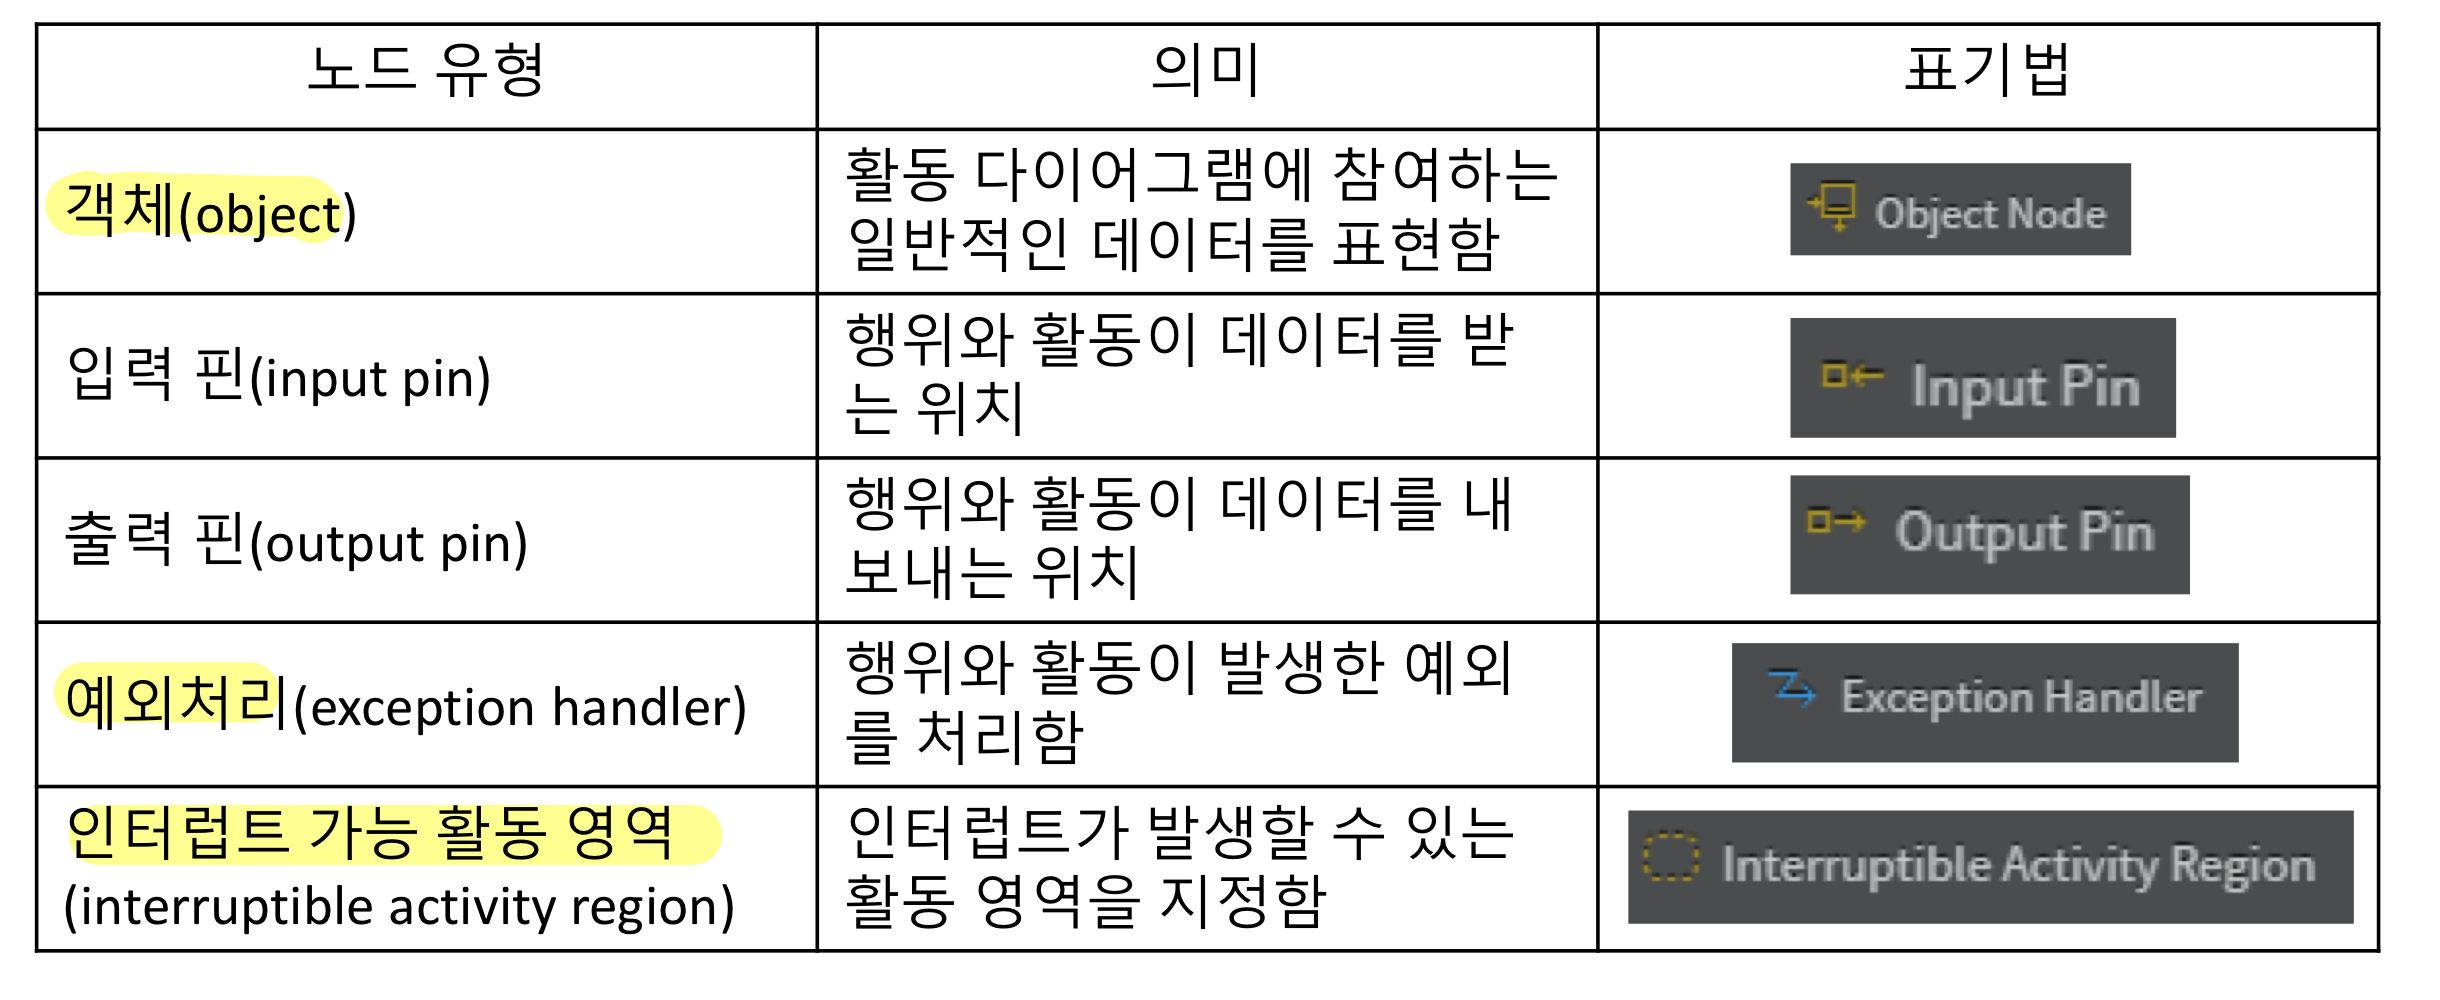 노드 유형
의미
표기법
객체(object)
활동 다이어그램에 참여하는
일반적인 데이터를 표현함
Object Node
입력 핀(input pin)
행위와 활동이 데이터를 받
는 위치
Input Pin
출력 핀(output pin)
행위와 활동이 데이터를 내
보내는 위치
Output Pin
예외처리(exception handler)
행위와 활동이 발생한 예외
를 처리함
Exception Handler
인터럽트 가능 활동 영역
(interruptible activity region)
인터럽트가 발생할 수 있는
활동 영역을 지정함
Interruptible Activity Region